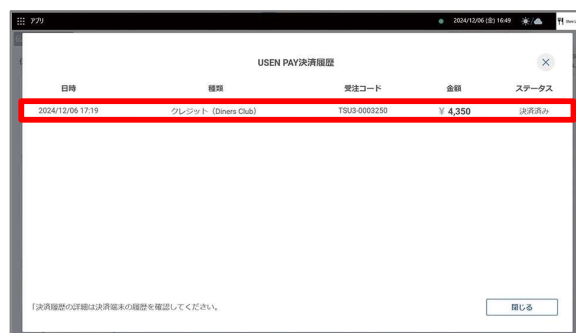 アプリ 2024/12/06 (金) 16:49
USEN PAY決済履歴
日時 種類 受注コード 金額 ステータス
2024/12/06 17:19 クレジット (Diners Club) TSU3-0003250 ¥ 4,350 決済済み
「決済履歴の詳細は決済端末の履歴を確認してください。 閉じる